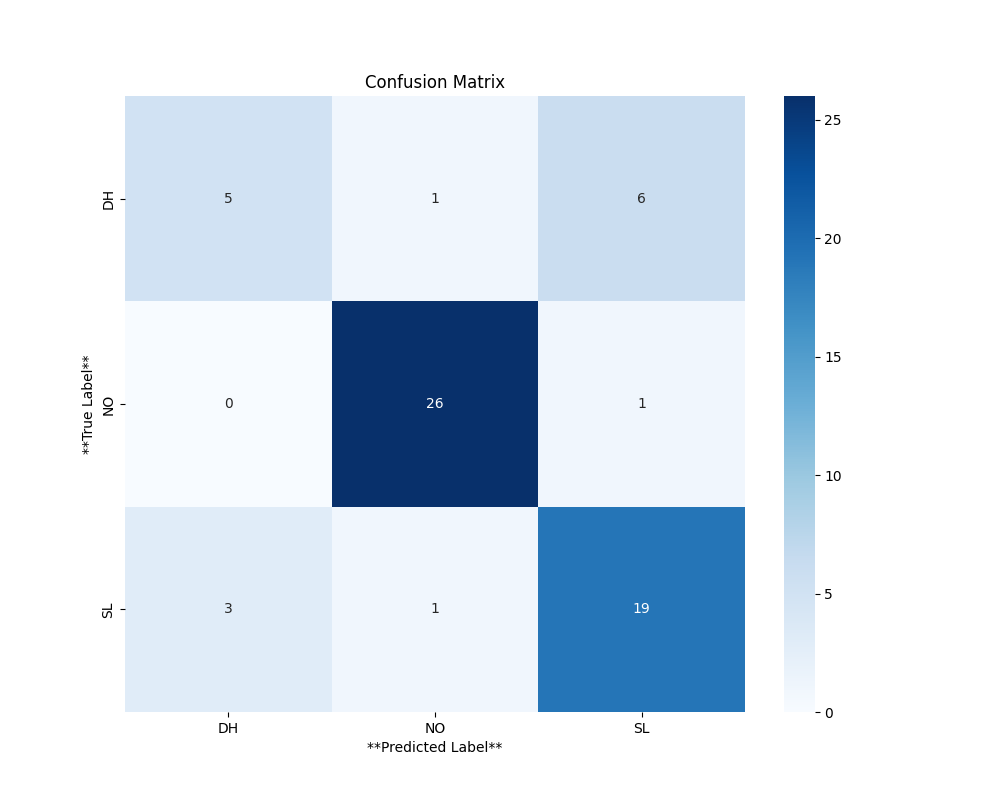 Confusion Matrix
DH
5
1
6
NO
0
26
1
SL
3
1
19
**True Label**
DH
NO
SL
**Predicted Label**
25
20
15
10
5
0